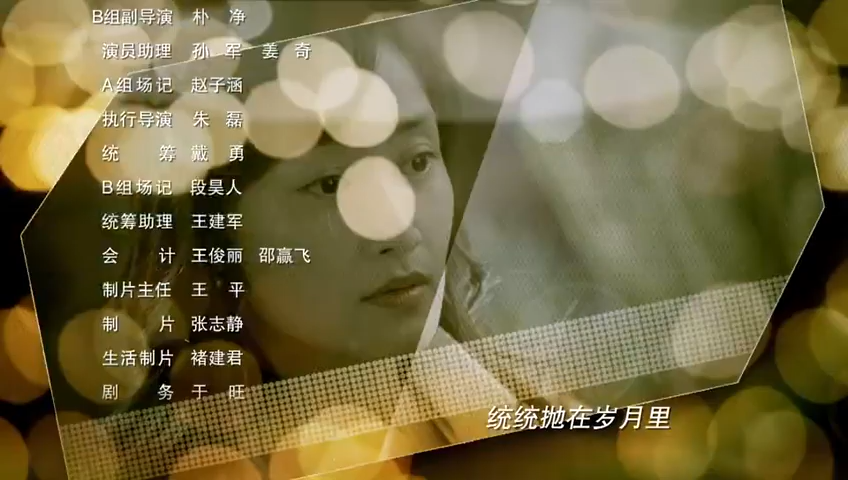 B组副导演 朴 净
演员助理 孙 军 姜 奇
A组场记 赵子涵
执行导演 朱 磊
统 筹 戴 勇
B组场记 段昊人
统筹助理 王建军
会 计 王俊丽 邵赢飞
制片主任 王 平
制 片 张志静
生活制片 褚建君
剧 务 于 旺
统统抛在岁月里